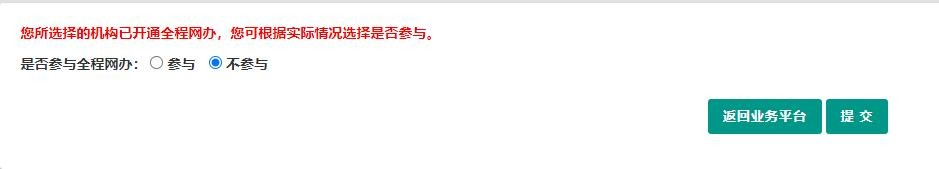 您所选择的机构已开通全程网办，您可根据实际情况选择是否参与。
是否参与全程网办： 参与 不参与
返回业务平台 提 交